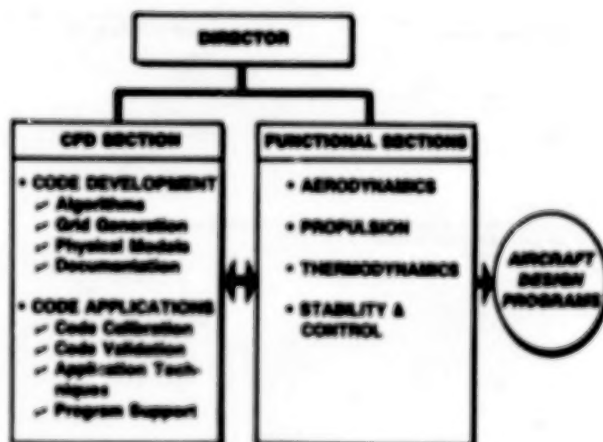 DIRECTOR
CFD SECTION
• CODE DEVELOPMENT
Algorithms
Grid Generation
Physical Models
Documentation
• CODE APPLICATIONS
Code Calibration
Code Validation
Application Tech-
niques
Program Support
FUNCTIONAL SECTIONS
• AERODYNAMICS
• PROPULSION
• THERMODYNAMICS
• STABILITY &
CONTROL
AIRCRAFT
DESIGN
PROGRAMS